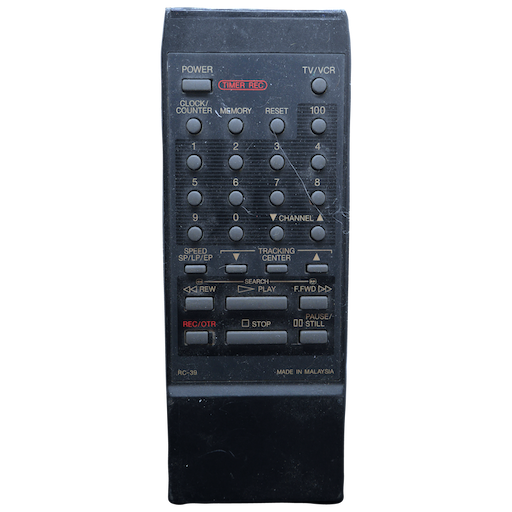 POWER TIMER REC TV/VCR
CLOCK/
COUNTER MEMORY RESET 100
1 2 3 4
5 6 7 8
9 0 ▼ CHANNEL ▲
SPEED
SP/LP/EP ▼ TRACKING
CENTER ▲
SEARCH
◁◁ REW ▷ PLAY F.FWD ▷▷
REC/OTR □ STOP PAUSE/
STILL
RC-39 MADE IN MALAYSIA